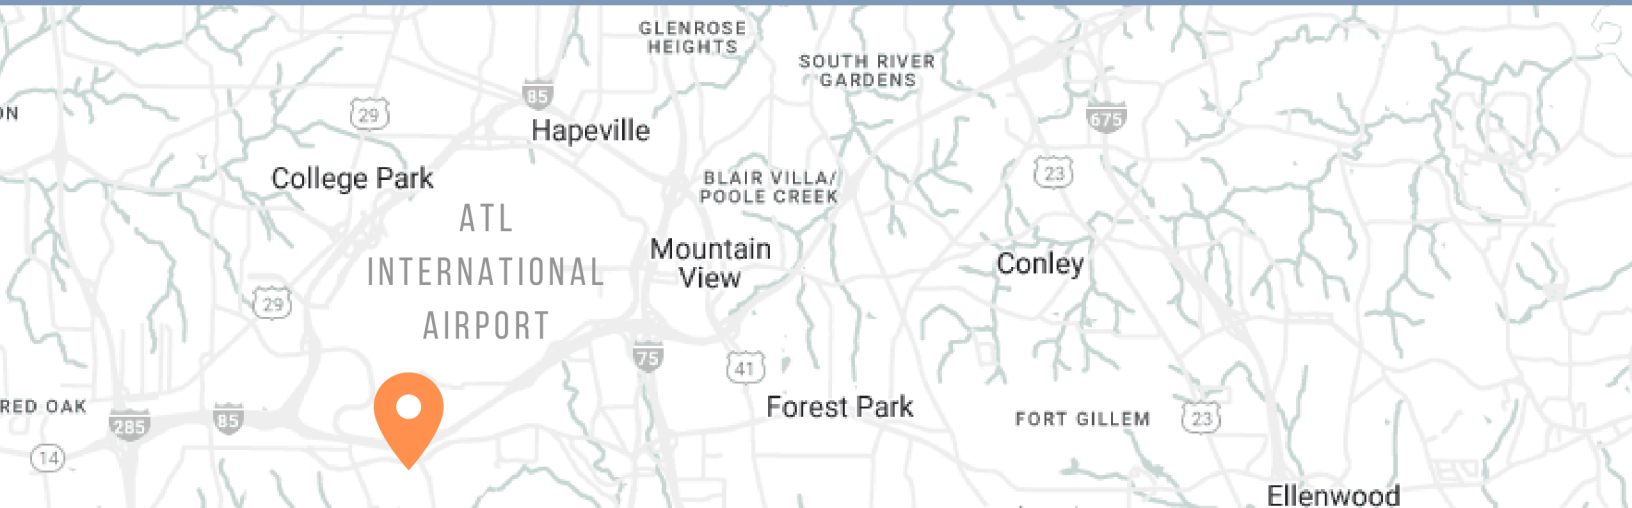 GLENROSE
HEIGHTS
SOUTH RIVER
GARDENS
85
29
ON
675
Hapeville
College Park
23
BLAIR VILLA/
POOLE CREEK
ATL
INTERNATIONAL
AIRPORT
Mountain
View
Conley
29
75
41
RED OAK
285
85
Forest Park
FORT GILLEM
23
14
Ellenwood